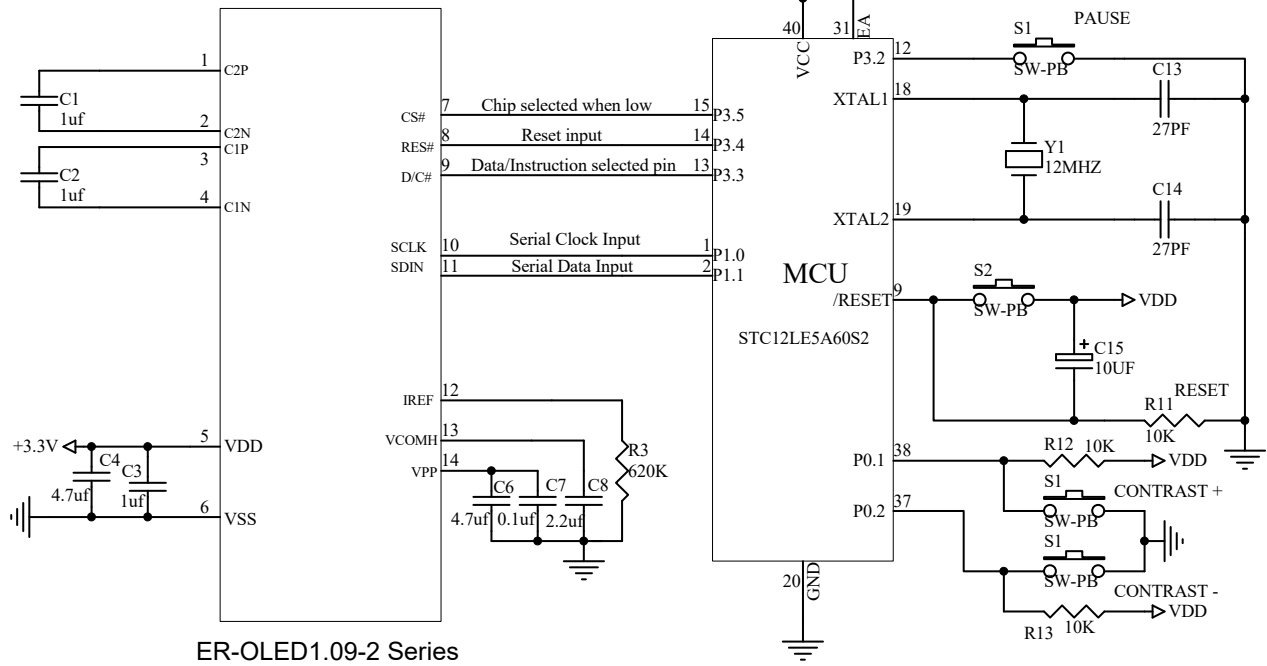 1
C2P
C1
1uf
2
C2N
C1P
3
C2
1uf
4
C1N
+3.3V
5
VDD
C4
4.7uf
C3
1uf
6
VSS
CS#
7
Chip selected when low
15
P3.5
RES#
8
Reset input
14
P3.4
D/C#
9
Data/Instruction selected pin
13
P3.3
SCLK
10
Serial Clock Input
1
P1.0
SDIN
11
Serial Data Input
2
P1.1
IREF
12
VCOMH
13
VPP
14
R3
620K
C6
4.7uf
C7
0.1uf
C8
2.2uf
ER-OLED1.09-2 Series
40
VCC
31
EA
P3.2
12
S1
PAUSE
SW-PB
XTAL1
18
C13
27PF
Y1
12MHZ
XTAL2
19
C14
27PF
MCU
STC12LE5A60S2
/RESET
9
S2
SW-PB
VDD
C15
+
10UF
RESET
R11
10K
P0.1
38
R12
10K
VDD
S1
CONTRAST +
SW-PB
P0.2
37
S1
SW-PB
CONTRAST -
R13
10K
VDD
20
GND